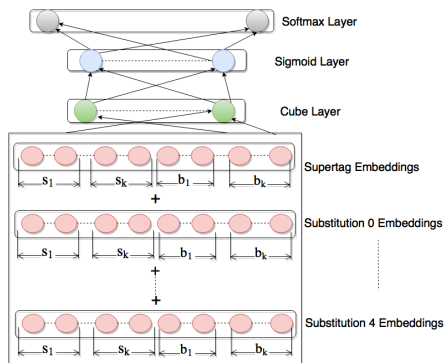 Softmax Layer
Sigmoid Layer
Cube Layer
Supertag Embeddings
s1 sk b1 bk
+
Substitution 0 Embeddings
s1 sk b1 bk
+
+
Substitution 4 Embeddings
s1 sk b1 bk